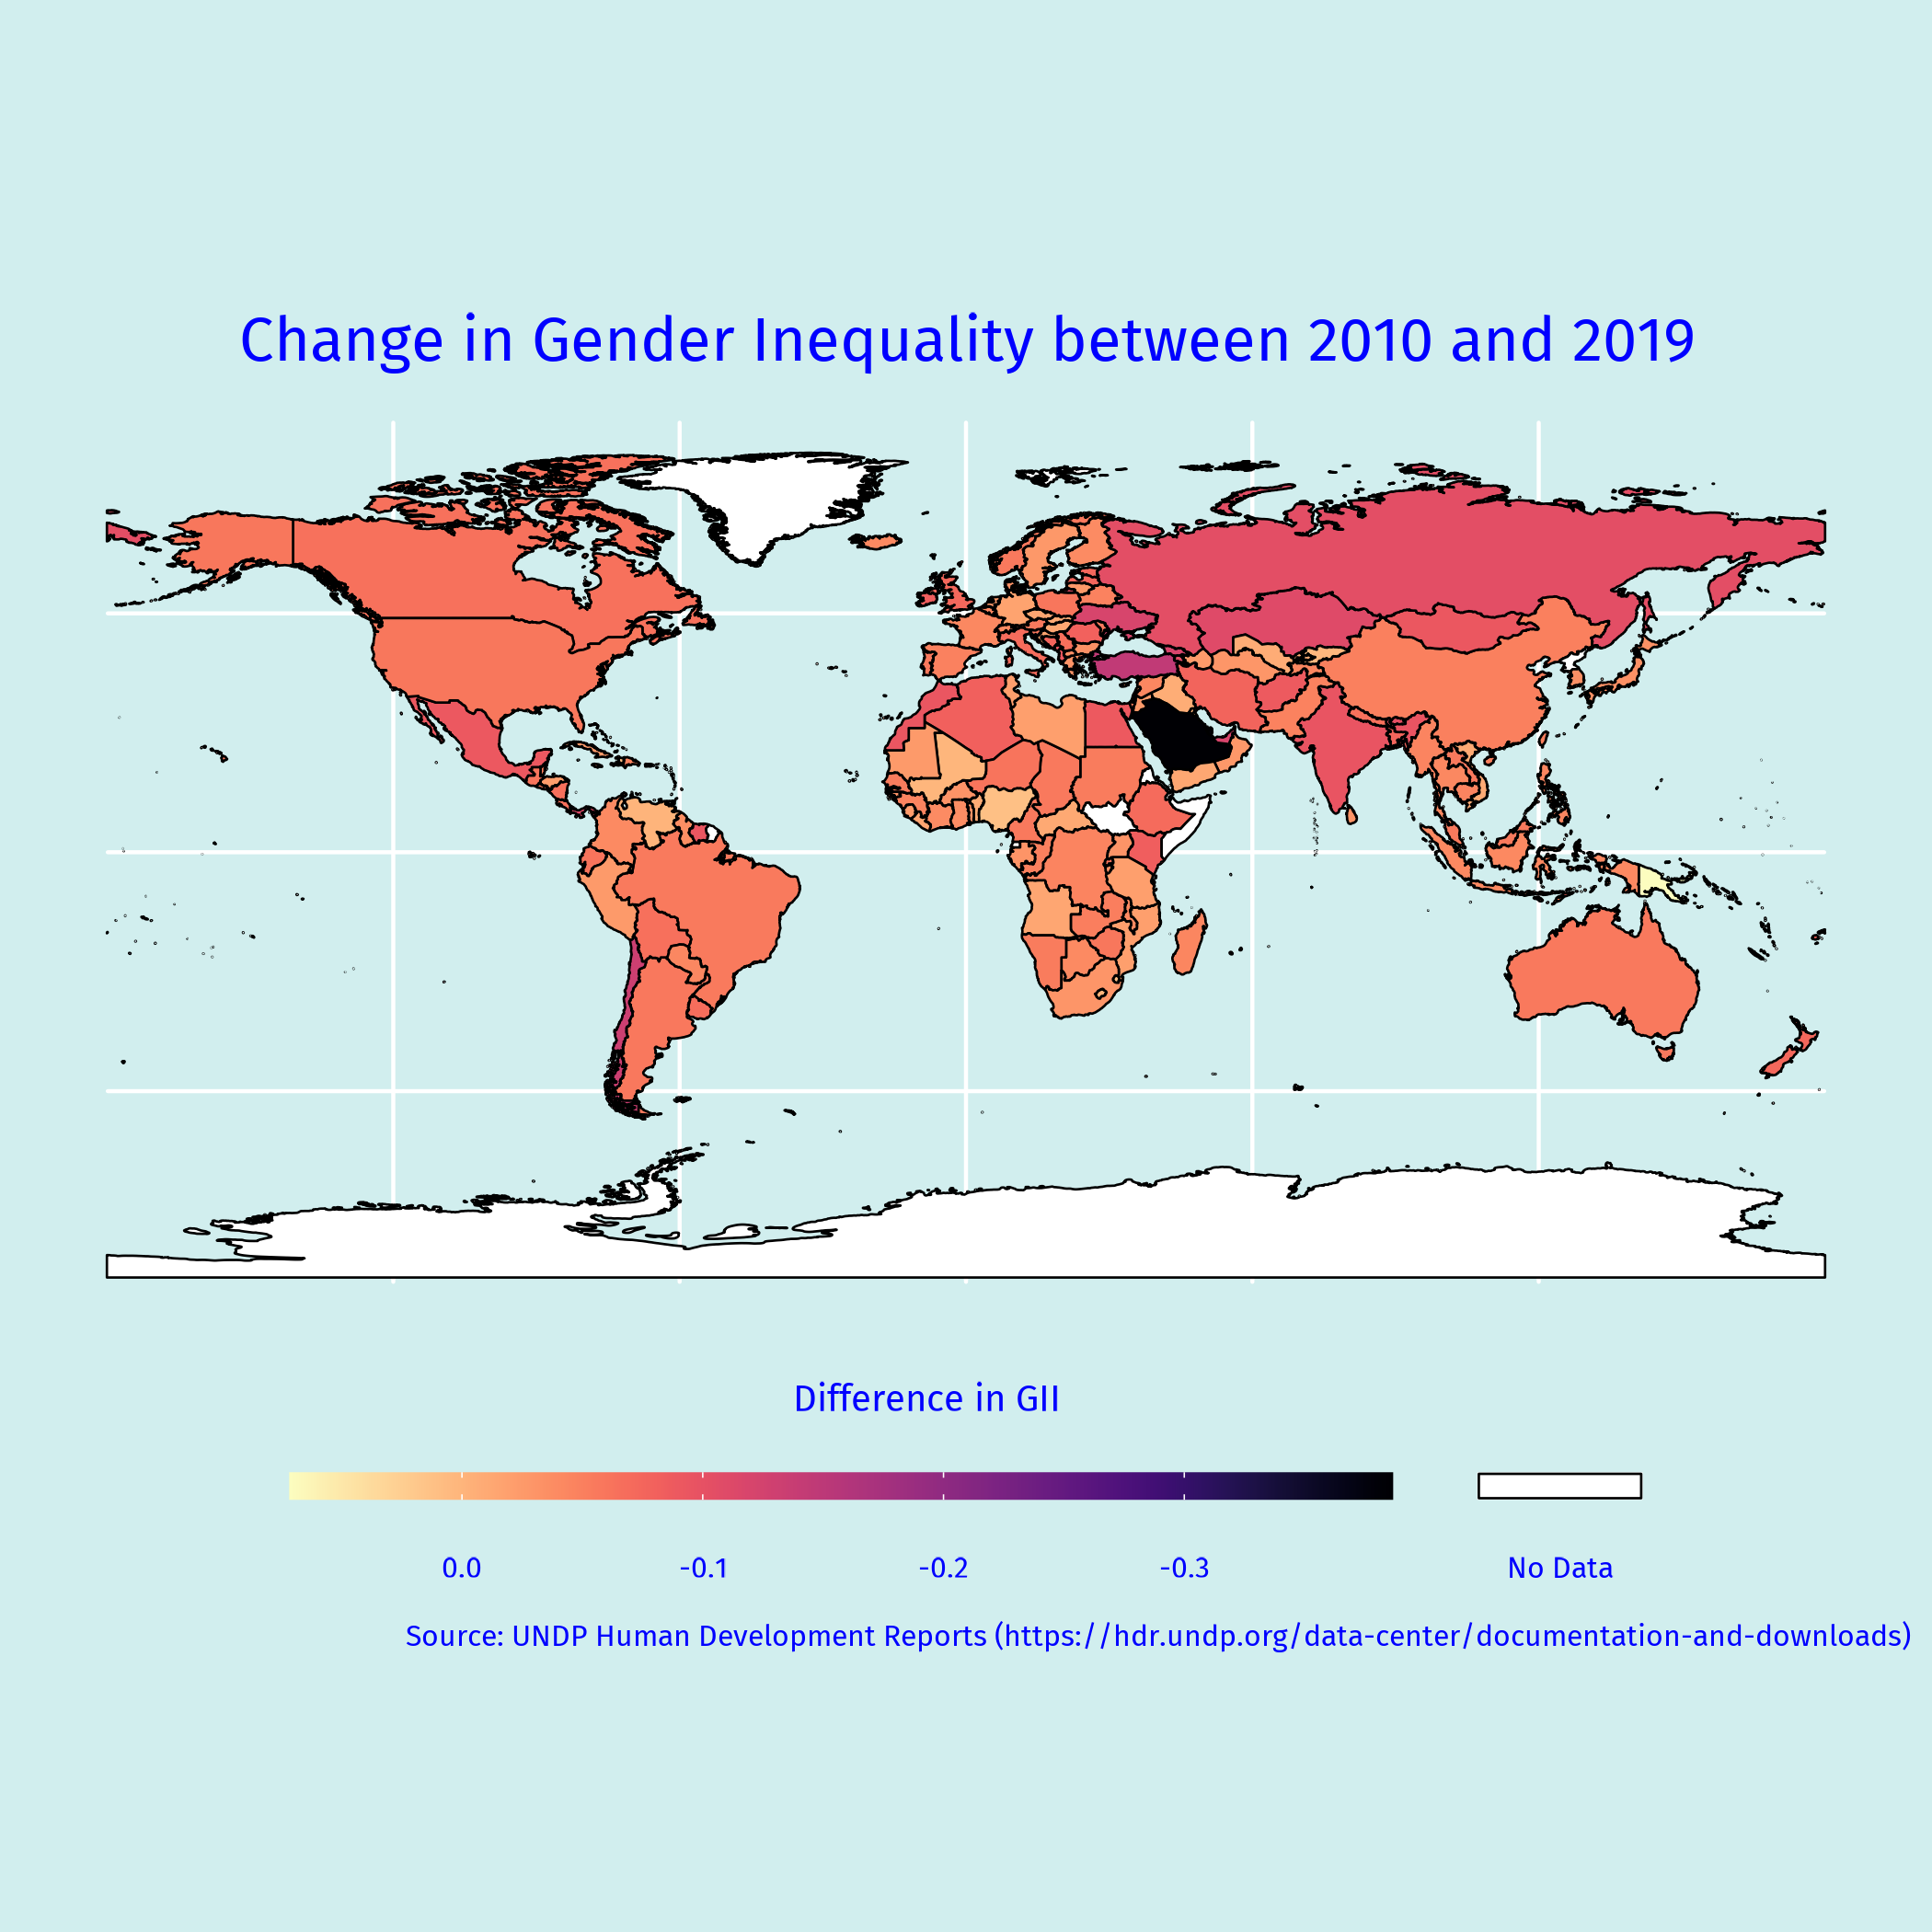 Change in Gender Inequality between 2010 and 2019
Difference in GII
0.0 -0.1 -0.2 -0.3 No Data
Source: UNDP Human Development Reports (https://hdr.undp.org/data-center/documentation-and-downloads)